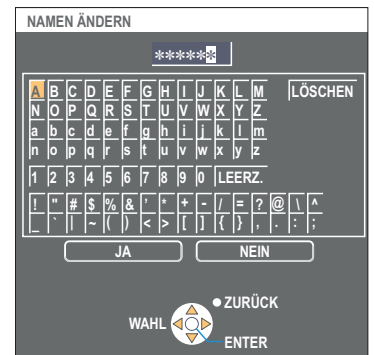 NAMEN ÄNDERN
******
A B C D E F G H I J K L M LÖSCHEN
N O P Q R S T U V W X Y Z
a b c d e f g h i j k l m
n o p q r s t u v w x y z
1 2 3 4 5 6 7 8 9 0 LEERZ.
! " # $ % & ' * + - / = ? @ \ ^
_ ` | ~ ( ) < > [ ] { } , . : ;
JA NEIN
ZURÜCK
WAHL
ENTER